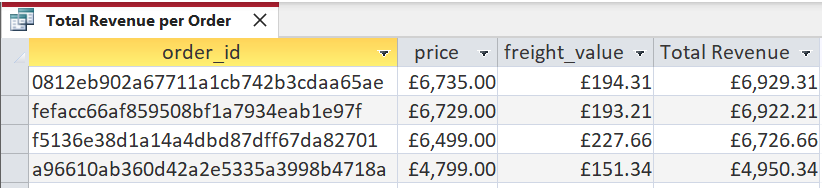 Total Revenue per Order
order_id price freight_value Total Revenue
0812eb902a67711a1cb742b3cdaa65ae £6,735.00 £194.31 £6,929.31
fefacc66af859508bf1a7934eab1e97f £6,729.00 £193.21 £6,922.21
f5136e38d1a14a4dbd87dff67da82701 £6,499.00 £227.66 £6,726.66
a96610ab360d42a2e5335a3998b4718a £4,799.00 £151.34 £4,950.34